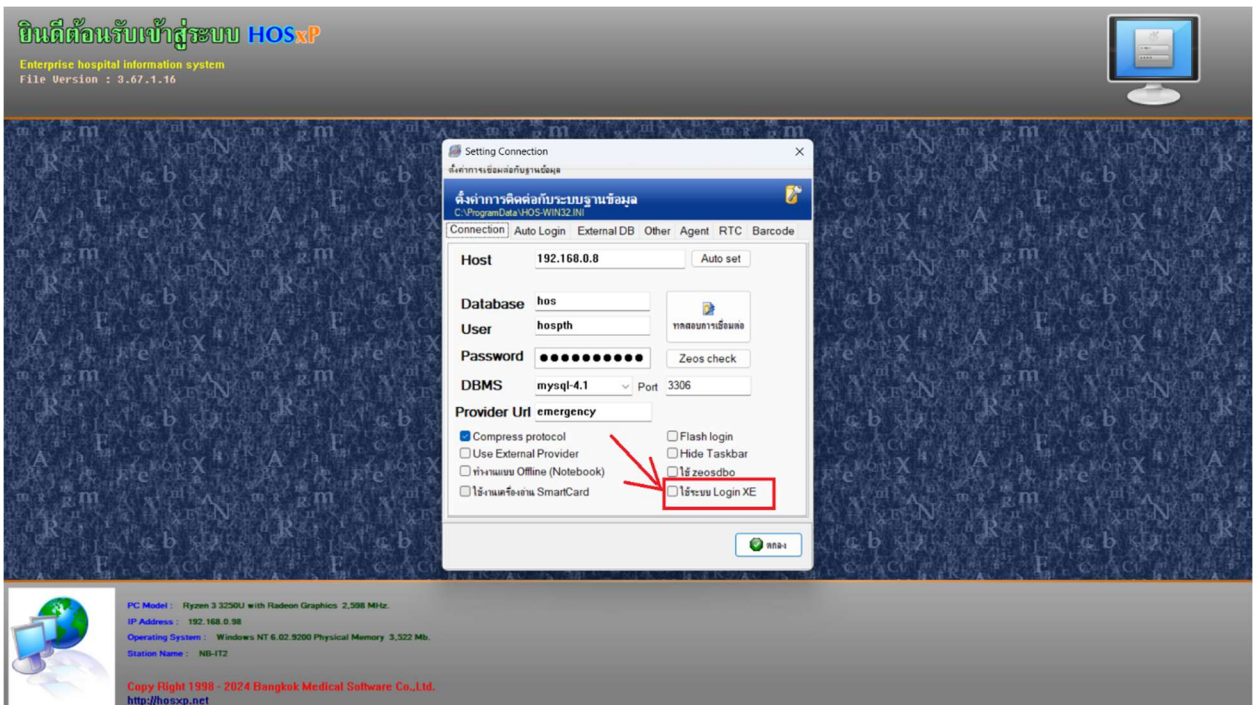 ยินดีต้อนรับเข้าสู่ระบบ HOSxP
Enterprise hospital information system
File Version : 3.67.1.16
Setting Connection
ตั้งค่าการเชื่อมต่อกับฐานข้อมูล
ตั้งค่าการติดต่อกับระบบฐานข้อมูล
C:\ProgramData\HOS-WIN32.INI
Connection Auto Login External DB Other Agent RTC Barcode
Host 192.168.0.8 Auto set
Database hos
User hospth ทดสอบการเชื่อมต่อ
Password ●●●●●●●●●● Zeos check
DBMS mysql-4.1 Port 3306
Provider Url emergency
Compress protocol Flash login
Use External Provider Hide Taskbar
ทำงานแบบ Offline (Notebook) ใช้ zeosdbo
ใช้งานเครื่องอ่าน SmartCard ใช้ระบบ Login XE
ตกลง
PC Model : Ryzen 3 3250U with Radeon Graphics 2,598 MHz.
IP Address : 192.168.0.98
Operating System : Windows NT 6.02.9200 Physical Memory 3,522 Mb.
Station Name : NB-IT2
Copy Right 1998 - 2024 Bangkok Medical Software Co.,Ltd.
http://hosxp.net